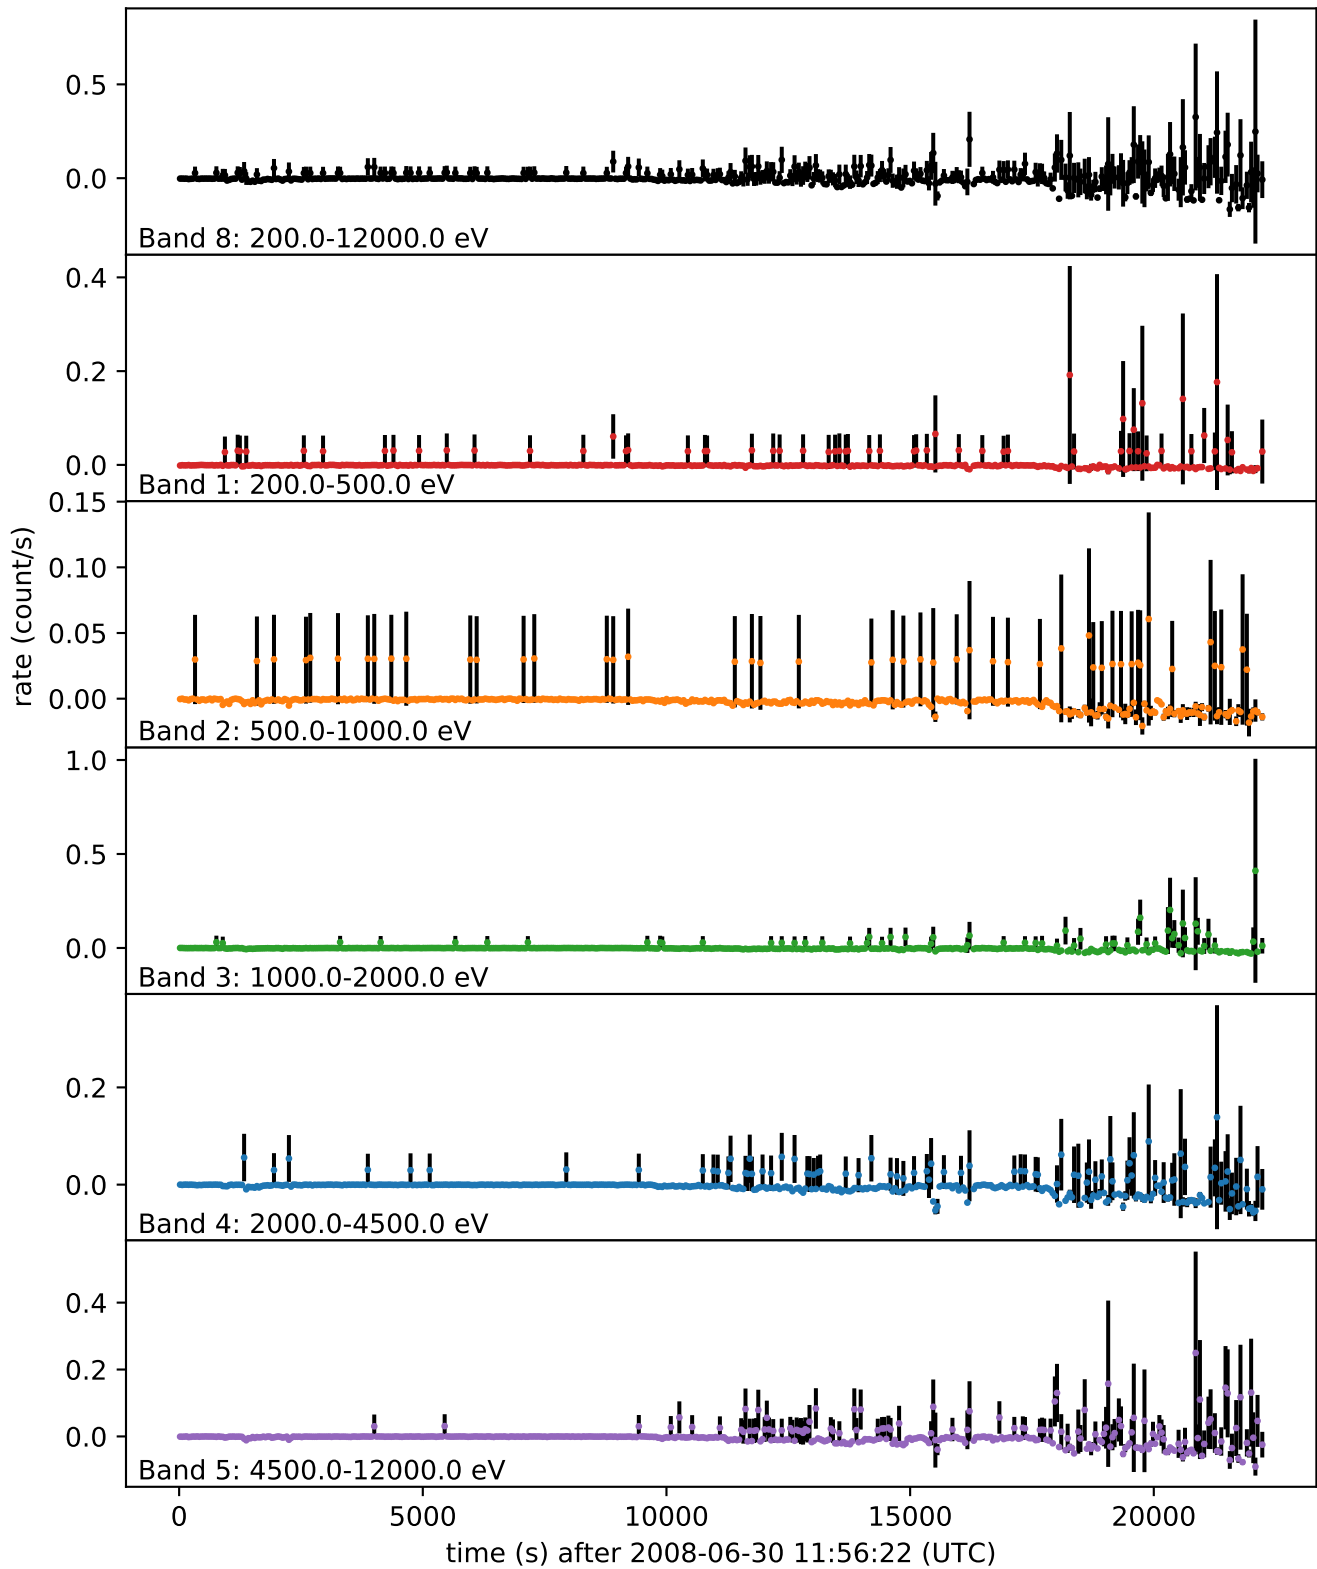 0.5
0.0
Band 8: 200.0-12000.0 eV
0.4
0.2
0.0
Band 1: 200.0-500.0 eV
0.15
0.10
0.05
0.00
Band 2: 500.0-1000.0 eV
rate (count/s)
1.0
0.5
0.0
Band 3: 1000.0-2000.0 eV
0.2
0.0
Band 4: 2000.0-4500.0 eV
0.4
0.2
0.0
Band 5: 4500.0-12000.0 eV
0 5000 10000 15000 20000
time (s) after 2008-06-30 11:56:22 (UTC)